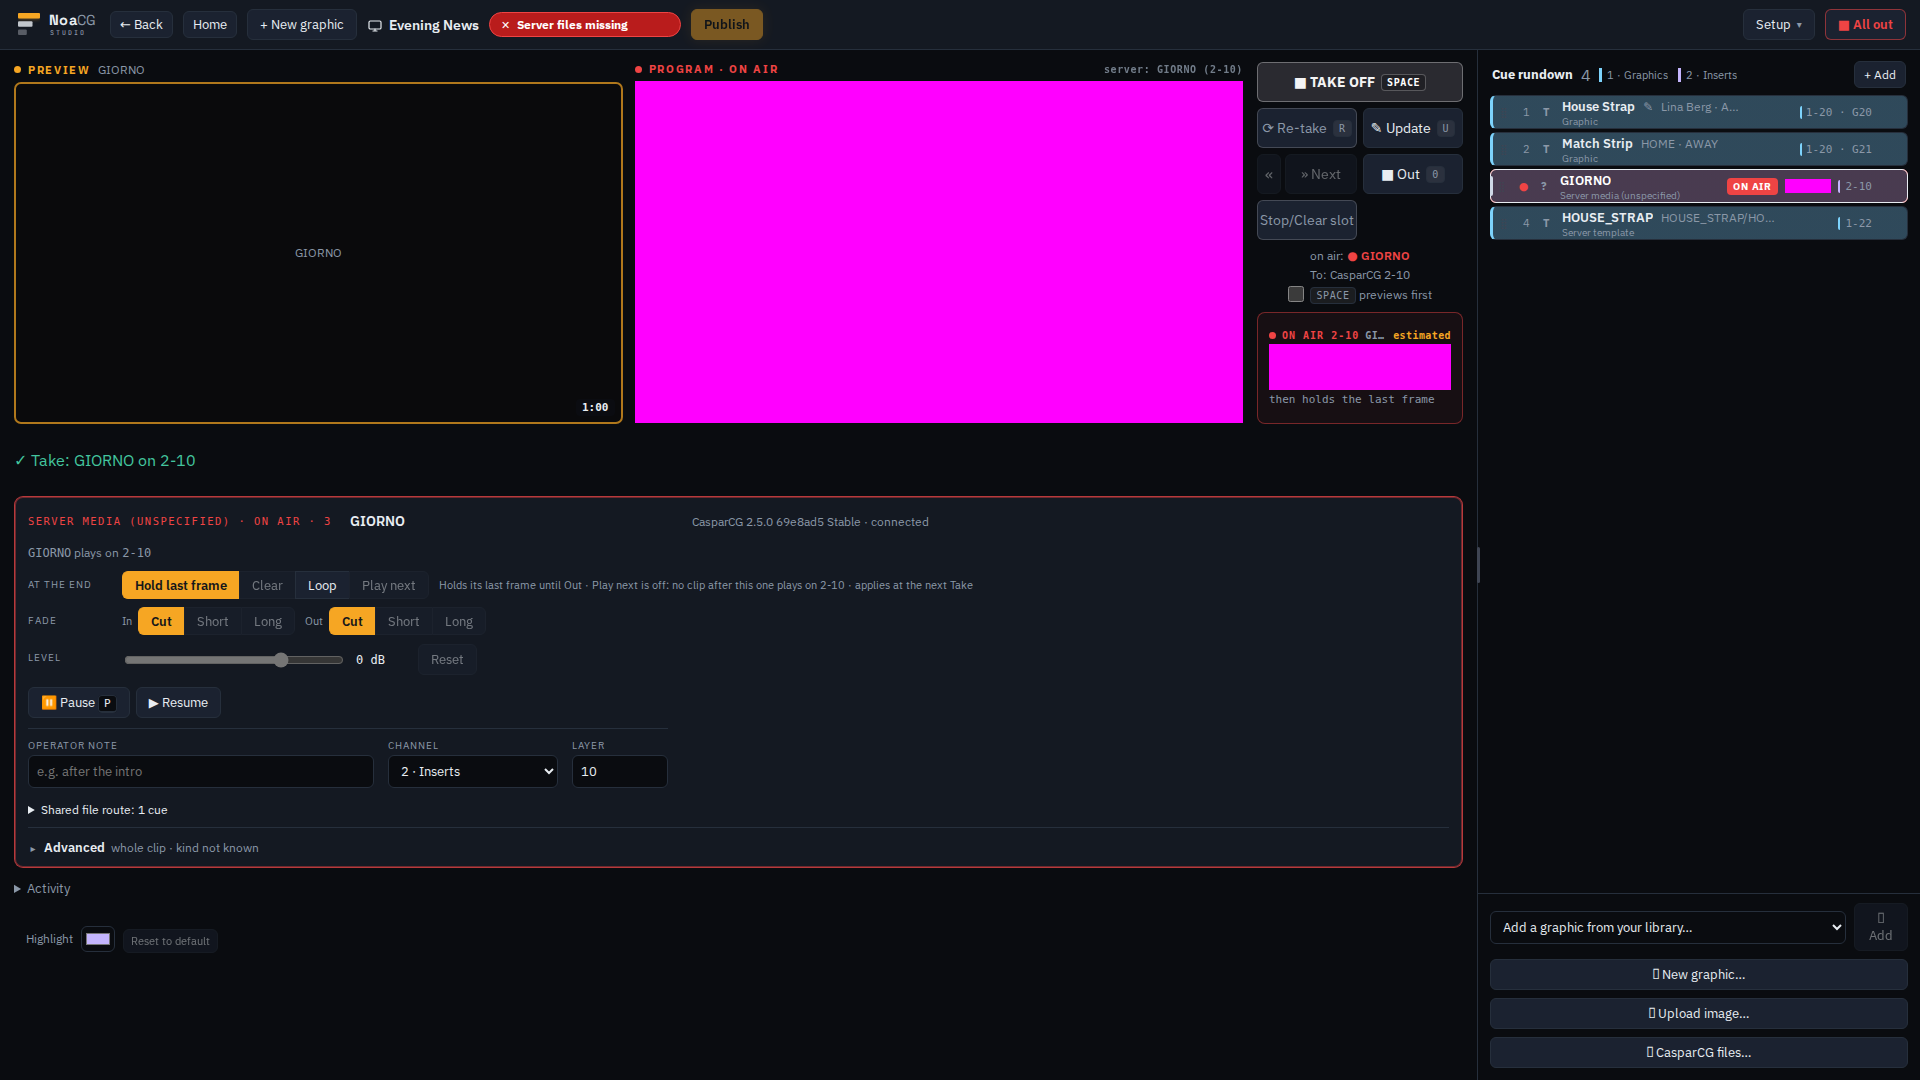 NoaCG STUDIO
← Back
Home
+ New graphic
Evening News
✕ Server files missing
Publish
Setup ▾
■ All out
PREVIEW GIORNO
GIORNO
1:00
PROGRAM · ON AIR
server: GIORNO (2-10)
■ TAKE OFF SPACE
⟳ Re-take R
✎ Update U
«
» Next
■ Out 0
Stop/Clear slot
on air: ● GIORNO
To: CasparCG 2-10
SPACE previews first
ON AIR 2-10 GI… estimated
then holds the last frame
✓ Take: GIORNO on 2-10
SERVER MEDIA (UNSPECIFIED) · ON AIR · 3 GIORNO
CasparCG 2.5.0 69e8ad5 Stable · connected
GIORNO plays on 2-10
AT THE END Hold last frame Clear Loop Play next Holds its last frame until Out · Play next is off: no clip after this one plays on 2-10 · applies at the next Take
FADE In Cut Short Long Out Cut Short Long
LEVEL 0 dB Reset
Pause P
▶ Resume
OPERATOR NOTE
e.g. after the intro
CHANNEL
2 · Inserts
LAYER
10
▶ Shared file route: 1 cue
▸ Advanced whole clip · kind not known
▶ Activity
Highlight Reset to default
Cue rundown 4 1 · Graphics 2 · Inserts
+ Add
1 T House Strap ✎ Lina Berg · A… 1-20 · G20
Graphic
2 T Match Strip HOME · AWAY 1-20 · G21
Graphic
● ? GIORNO ON AIR 2-10
Server media (unspecified)
4 T HOUSE_STRAP HOUSE_STRAP/HO… 1-22
Server template
Add a graphic from your library…
Add
New graphic…
Upload image…
CasparCG files…